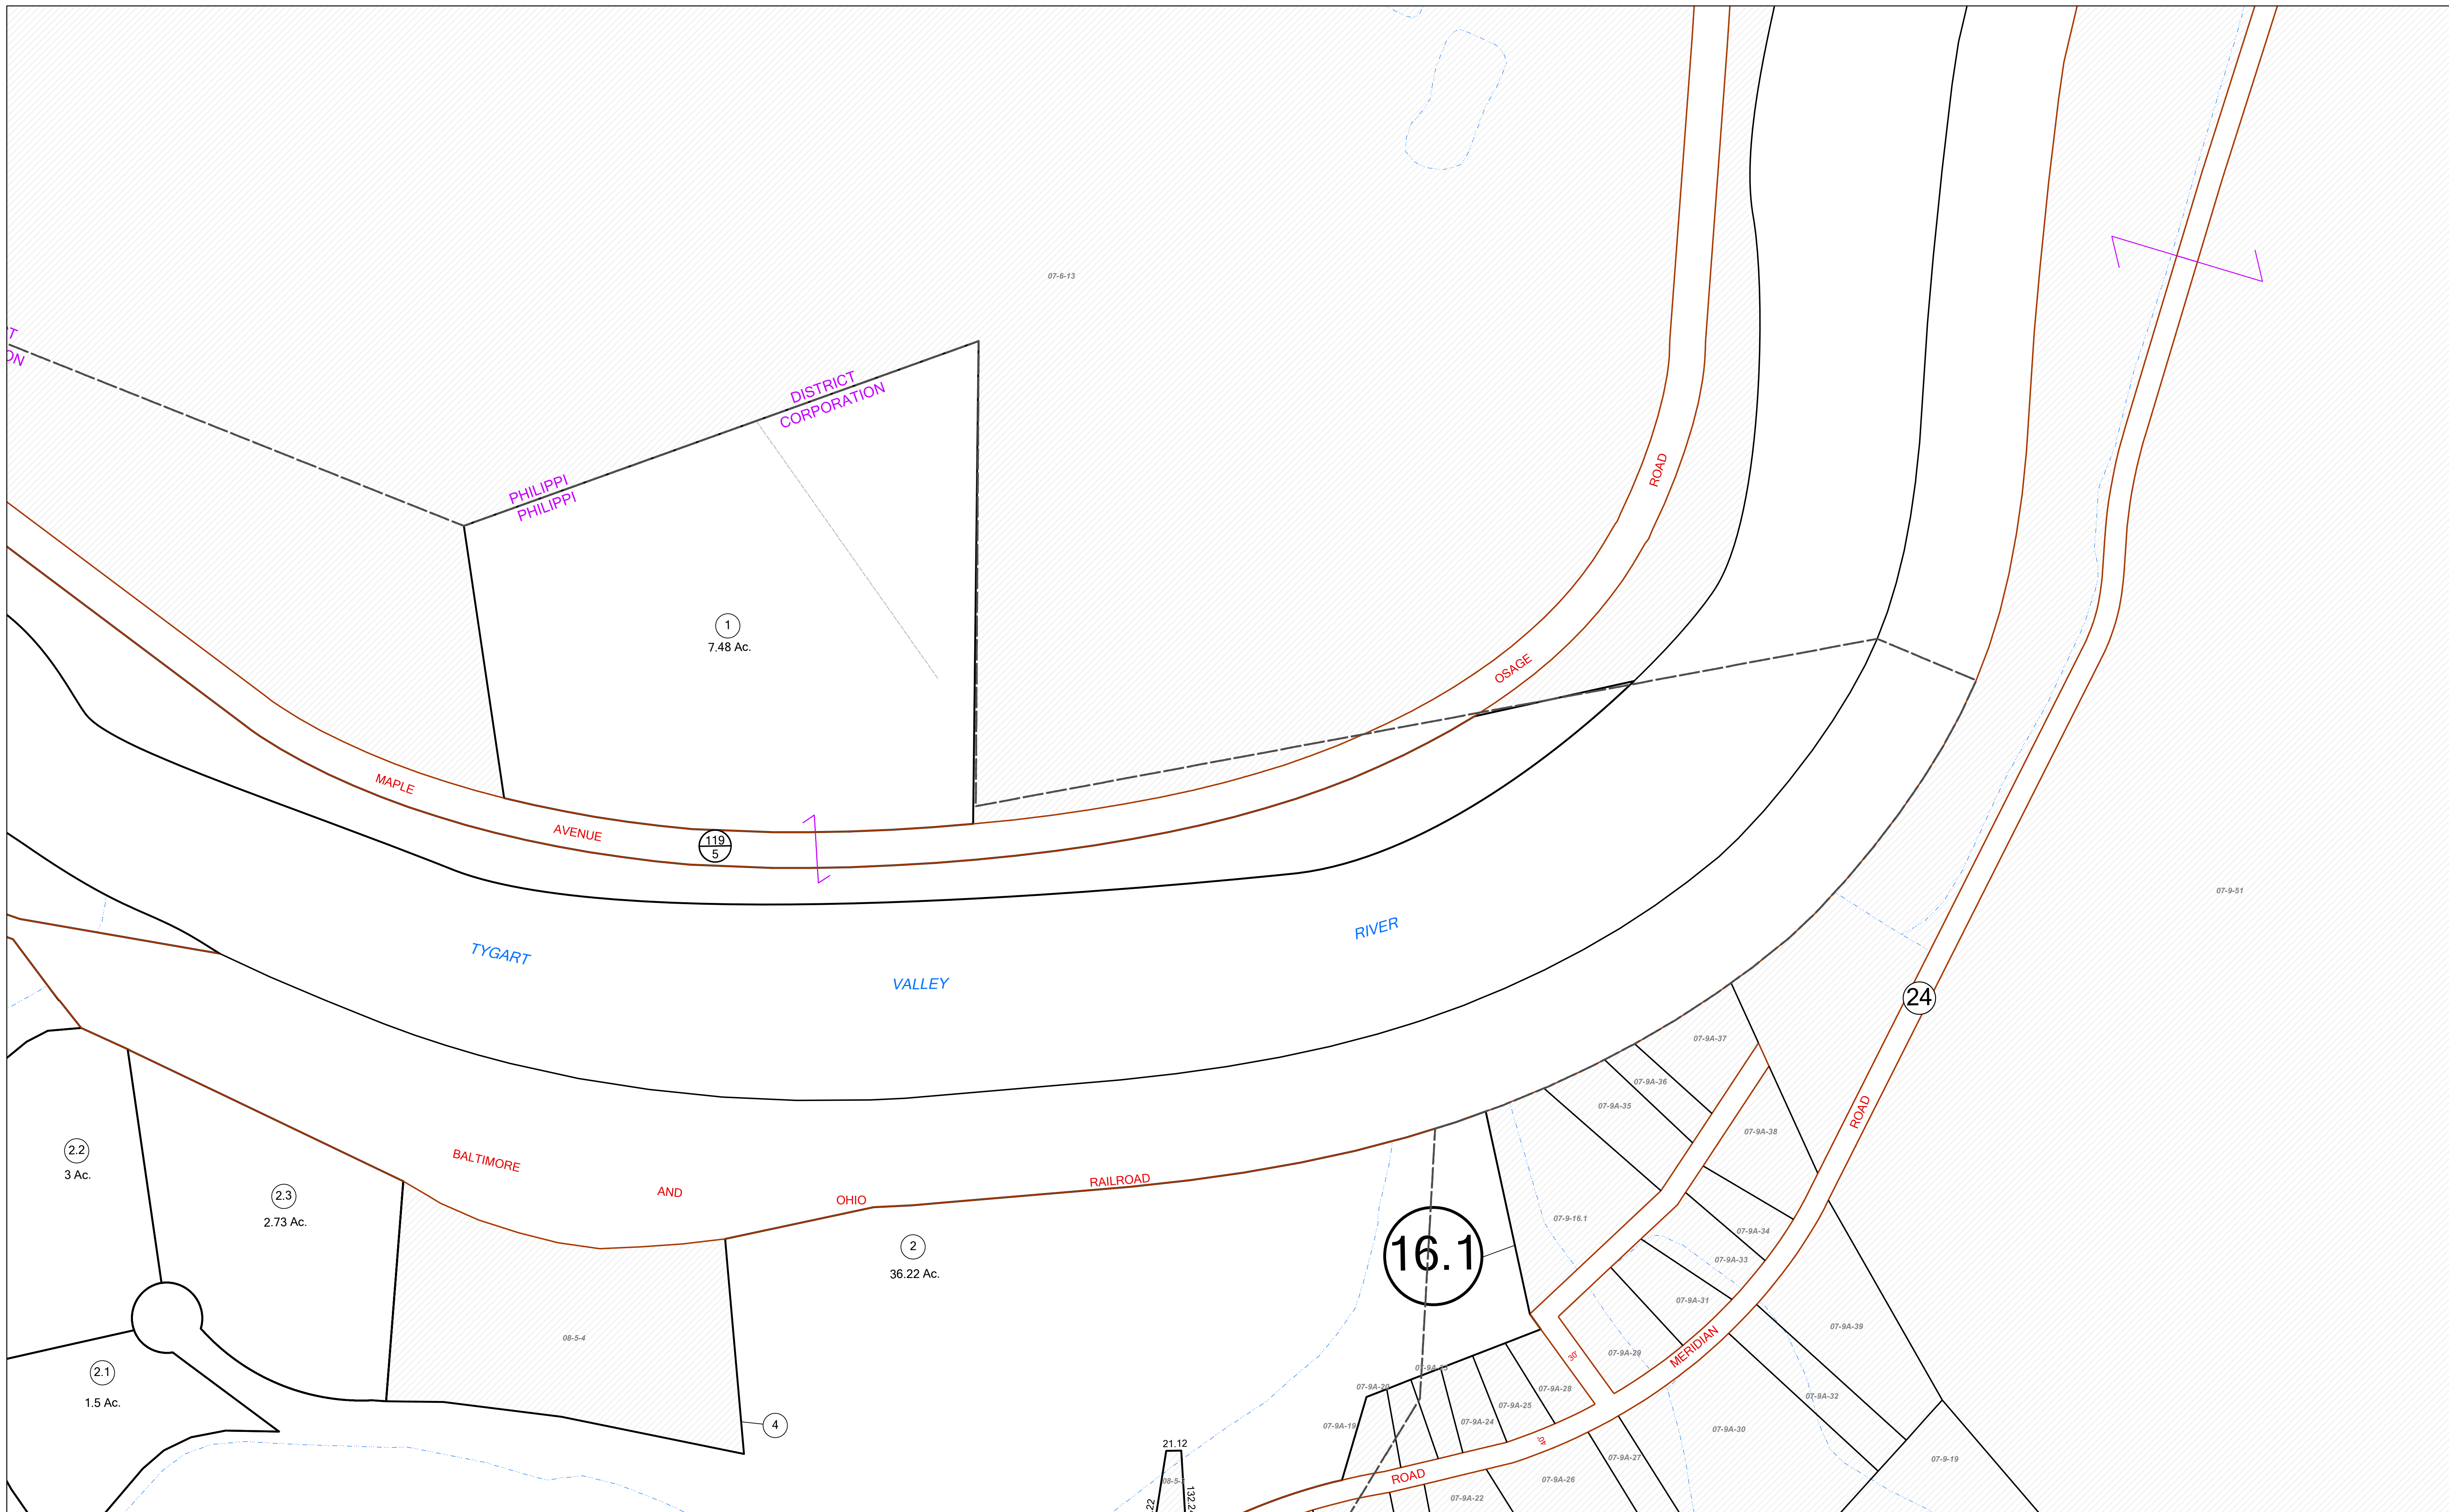 07-6-13
DISTRICT
CORPORATION
PHILIPPI
PHILIPPI
ROAD
1
7.48 Ac.
OSAGE
MAPLE
AVENUE
119
5
07-9-51
TYGART
VALLEY
RIVER
24
07-9A-37
07-9A-36
07-9A-35
07-9A-38
ROAD
2.2
3 Ac.
2.3
2.73 Ac.
BALTIMORE
AND
OHIO
RAILROAD
2
36.22 Ac.
16.1
07-9-16.1
07-9A-34
07-9A-33
07-9A-31
07-9A-39
08-5-4
2.1
1.5 Ac.
4
07-9A-29
MERIDIAN
30'
07-9A-20
07-9A-28
07-9A-32
07-9A-25
07-9A-19
07-9A-24
07-9A-30
40'
21.12
07-9A-27
07-9-19
ROAD
07-9A-26
07-9A-22